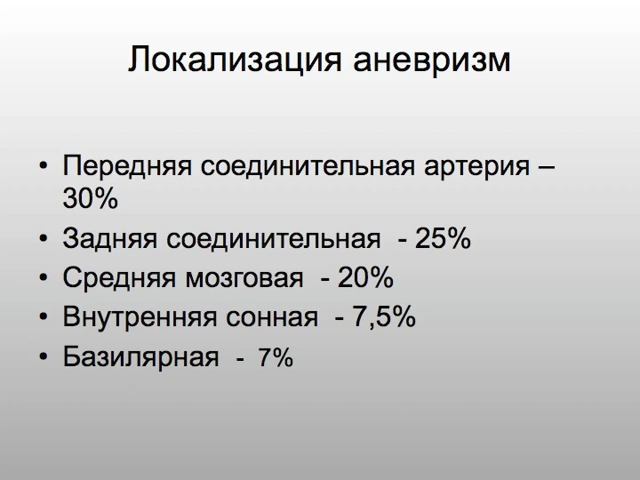 Локализация аневризм
• Передняя соединительная артерия –
30%
• Задняя соединительная - 25%
• Средняя мозговая - 20%
• Внутренняя сонная - 7,5%
• Базилярная - 7%